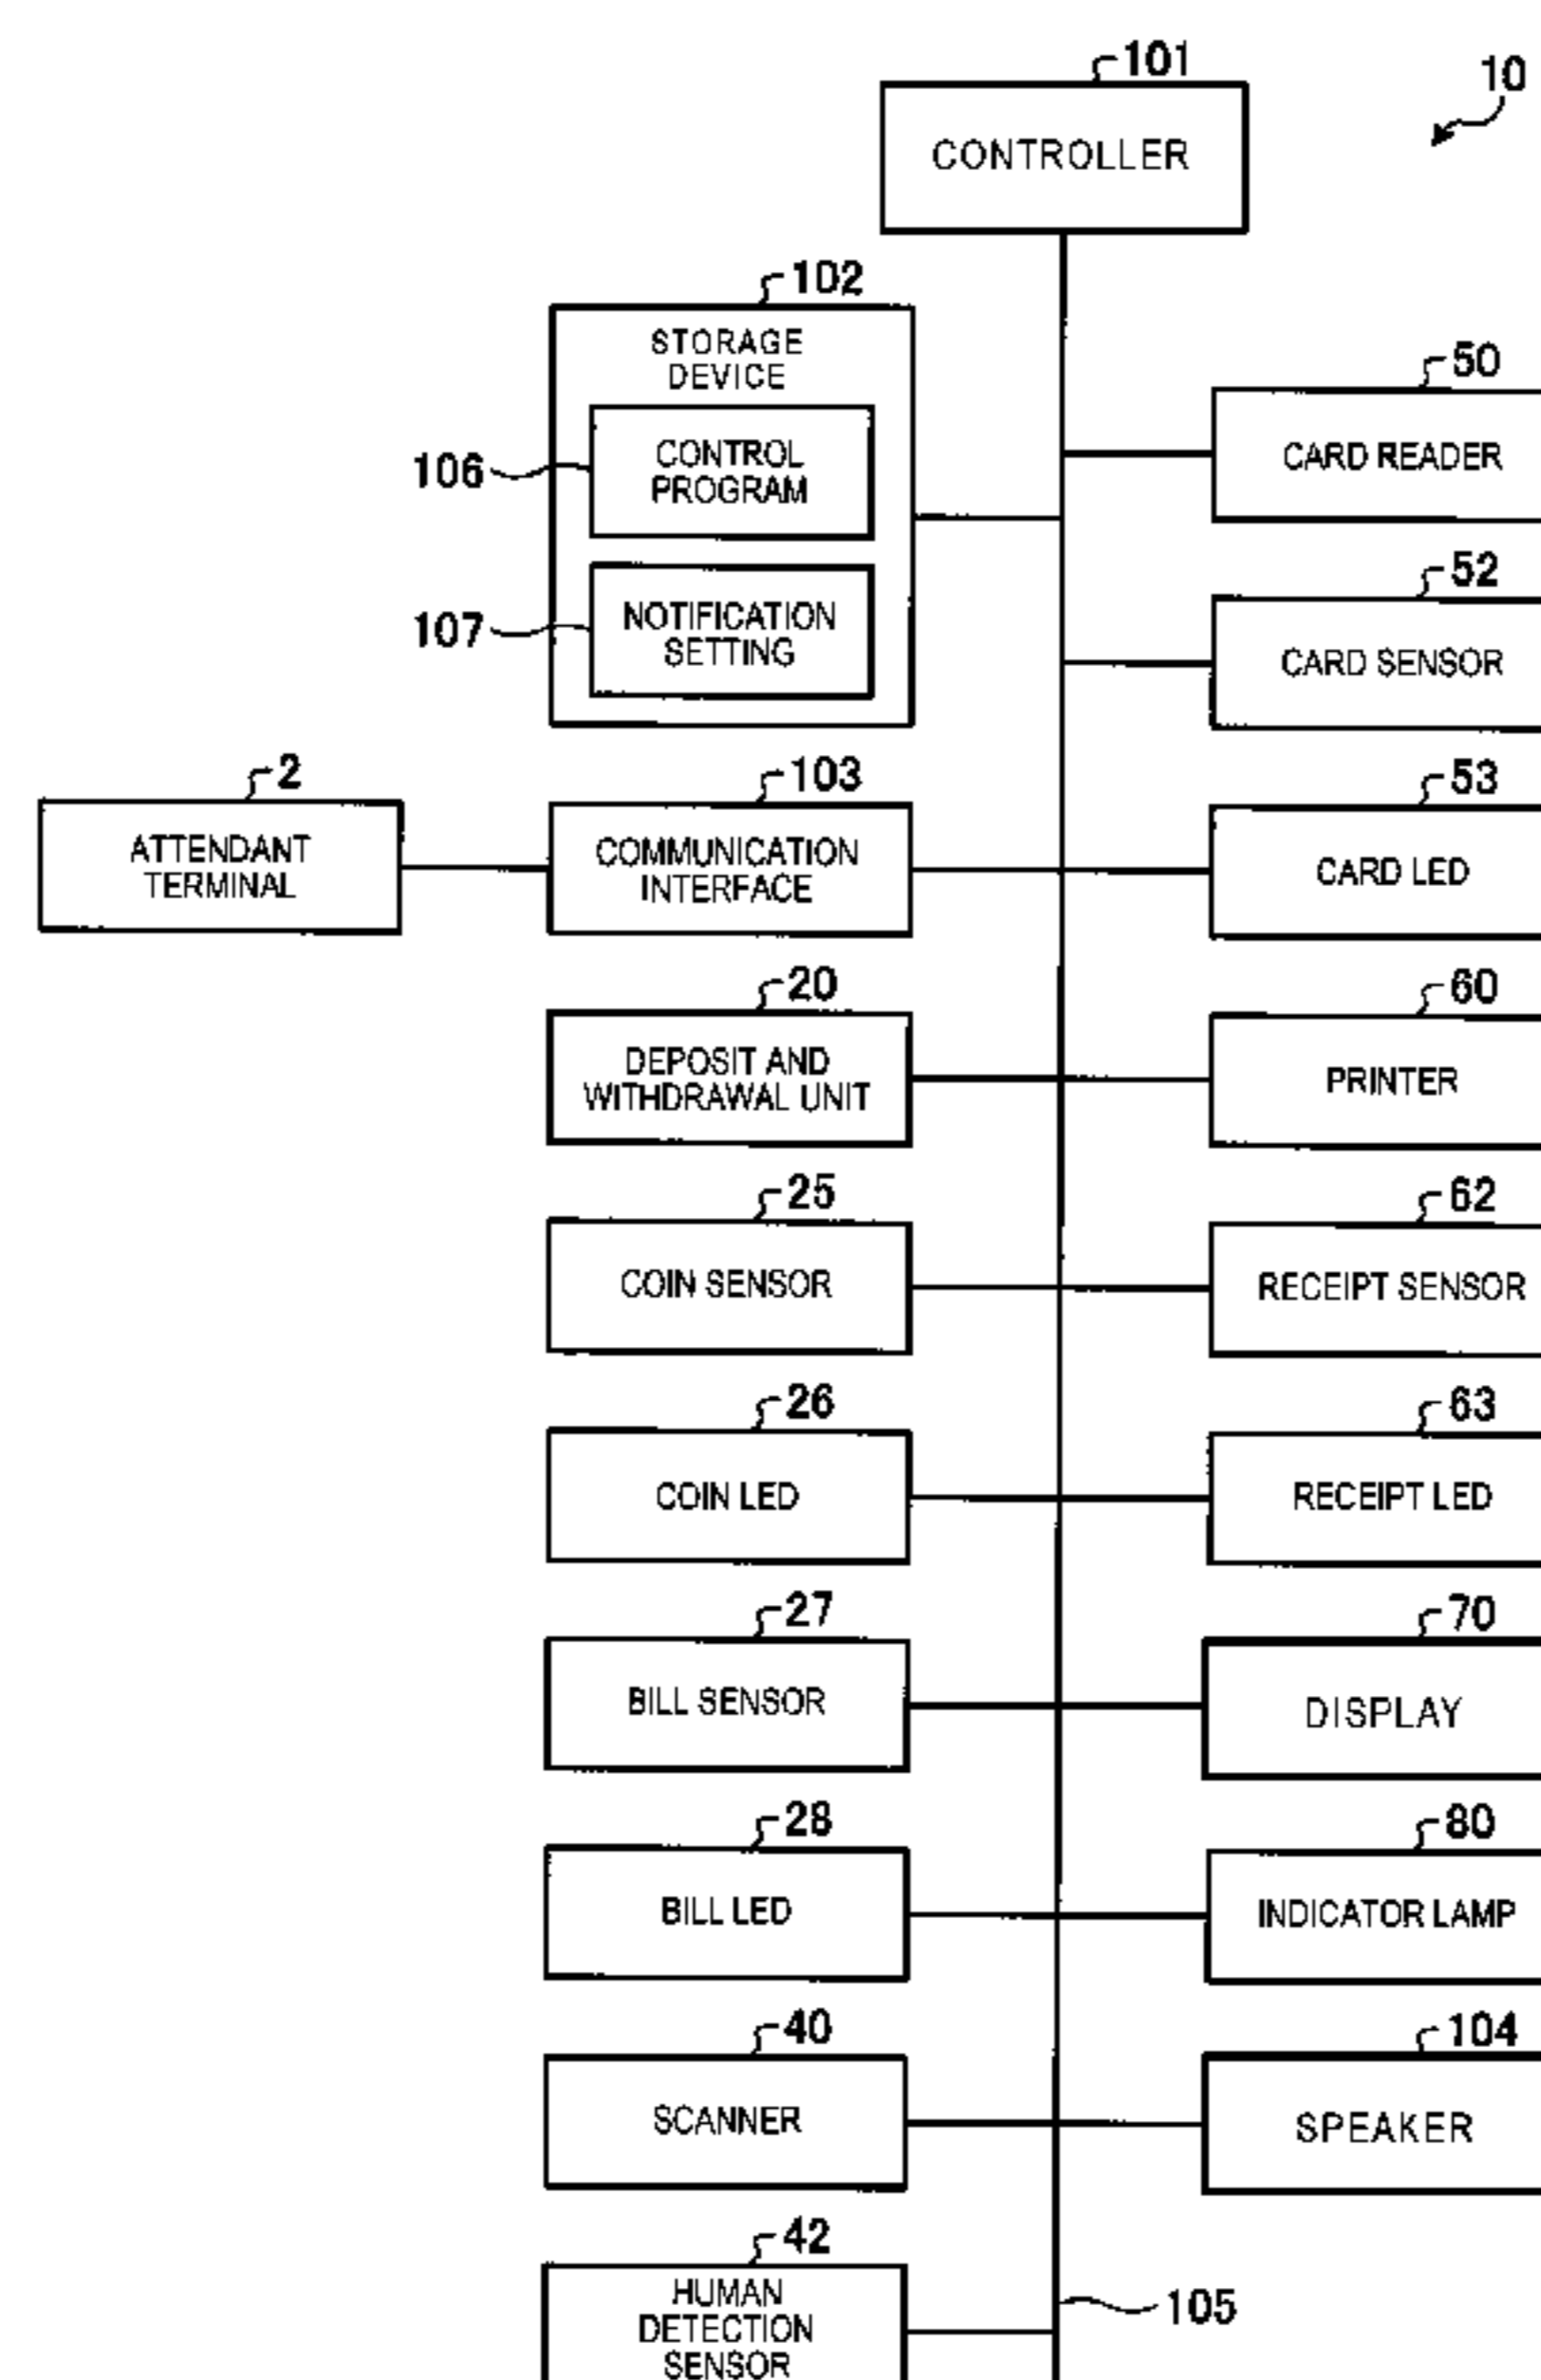 101
10
CONTROLLER
102
STORAGE
DEVICE
50
106
CONTROL
PROGRAM
CARD READER
107
NOTIFICATION
SETTING
52
CARD SENSOR
2
ATTENDANT
TERMINAL
103
COMMUNICATION
INTERFACE
53
CARD LED
20
DEPOSIT AND
WITHDRAWAL UNIT
60
PRINTER
25
COIN SENSOR
62
RECEIPT SENSOR
26
COIN LED
63
RECEIPT LED
27
BILL SENSOR
70
DISPLAY
28
BILL LED
80
INDICATOR LAMP
40
SCANNER
104
SPEAKER
42
HUMAN
DETECTION
SENSOR
105